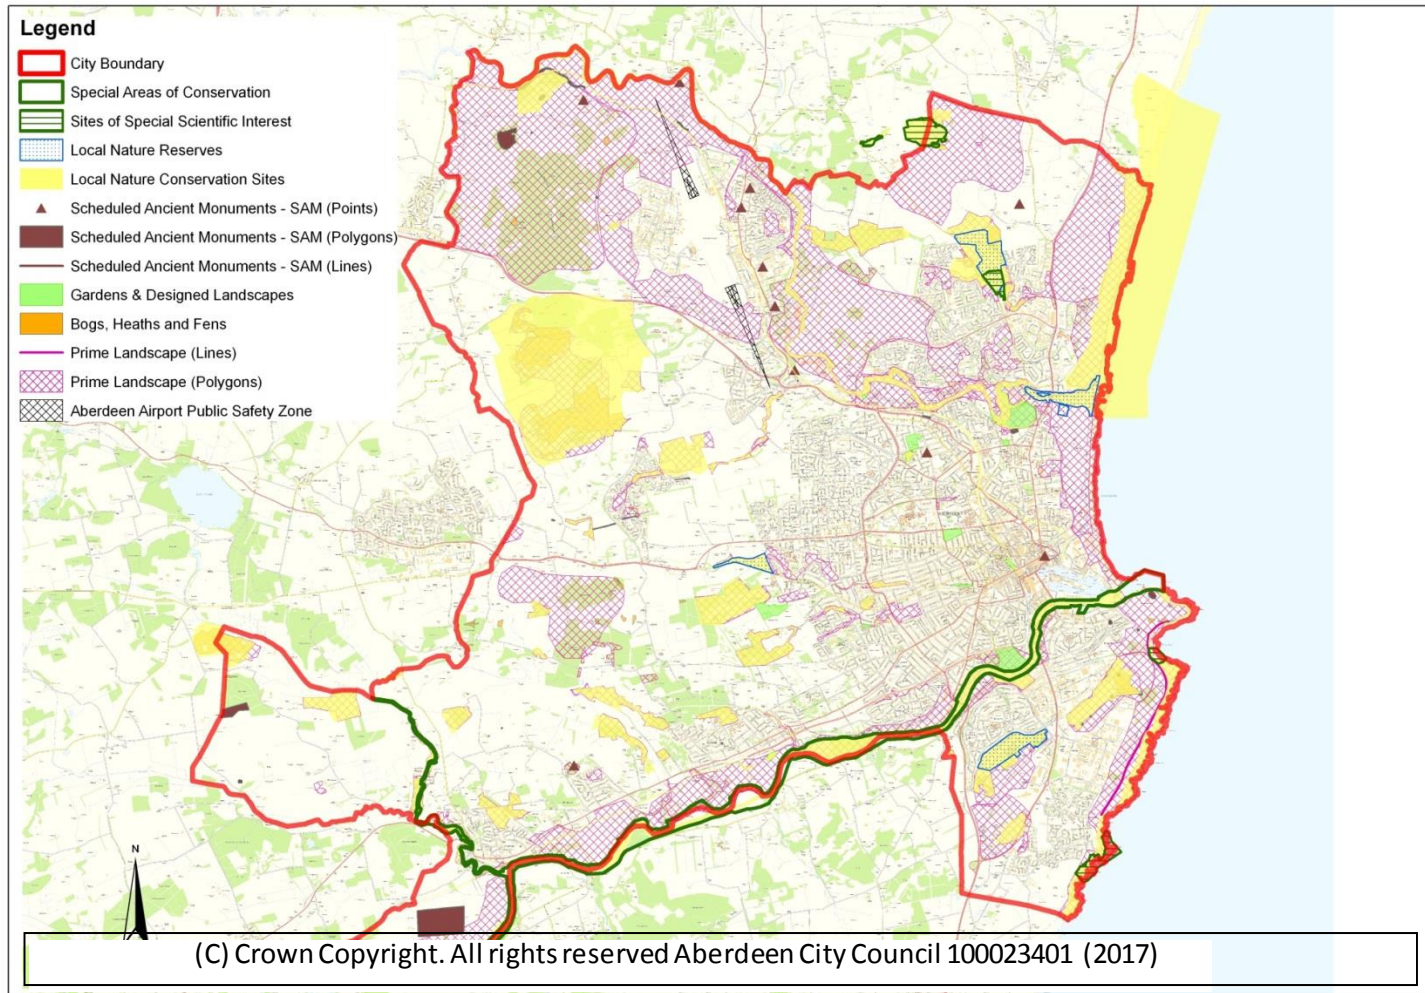 Legend
City Boundary
Special Areas of Conservation
Sites of Special Scientific Interest
Local Nature Reserves
Local Nature Conservation Sites
Scheduled Ancient Monuments - SAM (Points)
Scheduled Ancient Monuments - SAM (Polygons)
Scheduled Ancient Monuments - SAM (Lines)
Gardens & Designed Landscapes
Bogs, Heaths and Fens
Prime Landscape (Lines)
Prime Landscape (Polygons)
Aberdeen Airport Public Safety Zone
N
(C) Crown Copyright. All rights reserved Aberdeen City Council 100023401 (2017)